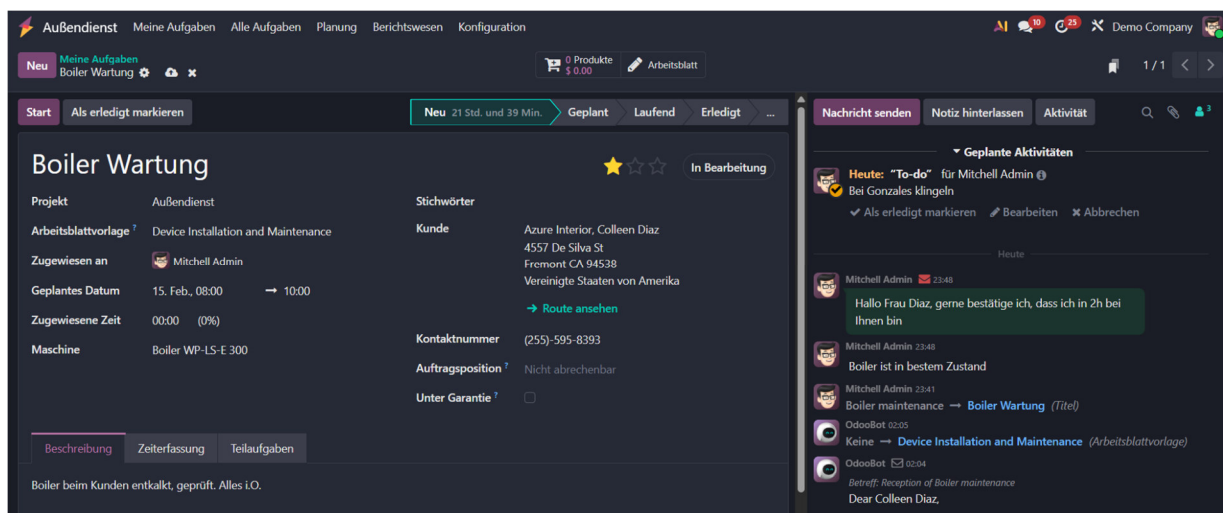 Außendienst Meine Aufgaben Alle Aufgaben Planung Berichtswesen Konfiguration
AI 10 25 Demo Company
Neu
Meine Aufgaben
Boiler Wartung
0 Produkte
$ 0.00
Arbeitsblatt
1 / 1
Start Als erledigt markieren
Neu 21 Std. und 39 Min. Geplant Laufend Erledigt ...
Boiler Wartung
In Bearbeitung
Projekt Außendienst
Arbeitsblattvorlage ? Device Installation and Maintenance
Zugewiesen an Mitchell Admin
Geplantes Datum 15. Feb., 08:00 → 10:00
Zugewiesene Zeit 00:00 (0%)
Maschine Boiler WP-LS-E 300
Stichwörter
Kunde Azure Interior, Colleen Diaz
4557 De Silva St
Fremont CA 94538
Vereinigte Staaten von Amerika
→ Route ansehen
Kontaktnummer (255)-595-8393
Auftragsposition ? Nicht abrechenbar
Unter Garantie ?
Beschreibung Zeiterfassung Teilaufgaben
Boiler beim Kunden entkalkt, geprüft. Alles i.O.
Nachricht senden Notiz hinterlassen Aktivität 3
Geplante Aktivitäten
Heute: "To-do" für Mitchell Admin
Bei Gonzales klingeln
Als erledigt markieren Bearbeiten Abbrechen
Heute
Mitchell Admin 23:48
Hallo Frau Diaz, gerne bestätige ich, dass ich in 2h bei
Ihnen bin
Mitchell Admin 23:48
Boiler ist in bestem Zustand
Mitchell Admin 23:41
Boiler maintenance → Boiler Wartung (Titel)
OdooBot 02:05
Keine → Device Installation and Maintenance (Arbeitsblattvorlage)
OdooBot 02:04
Betreff: Reception of Boiler maintenance
Dear Colleen Diaz,